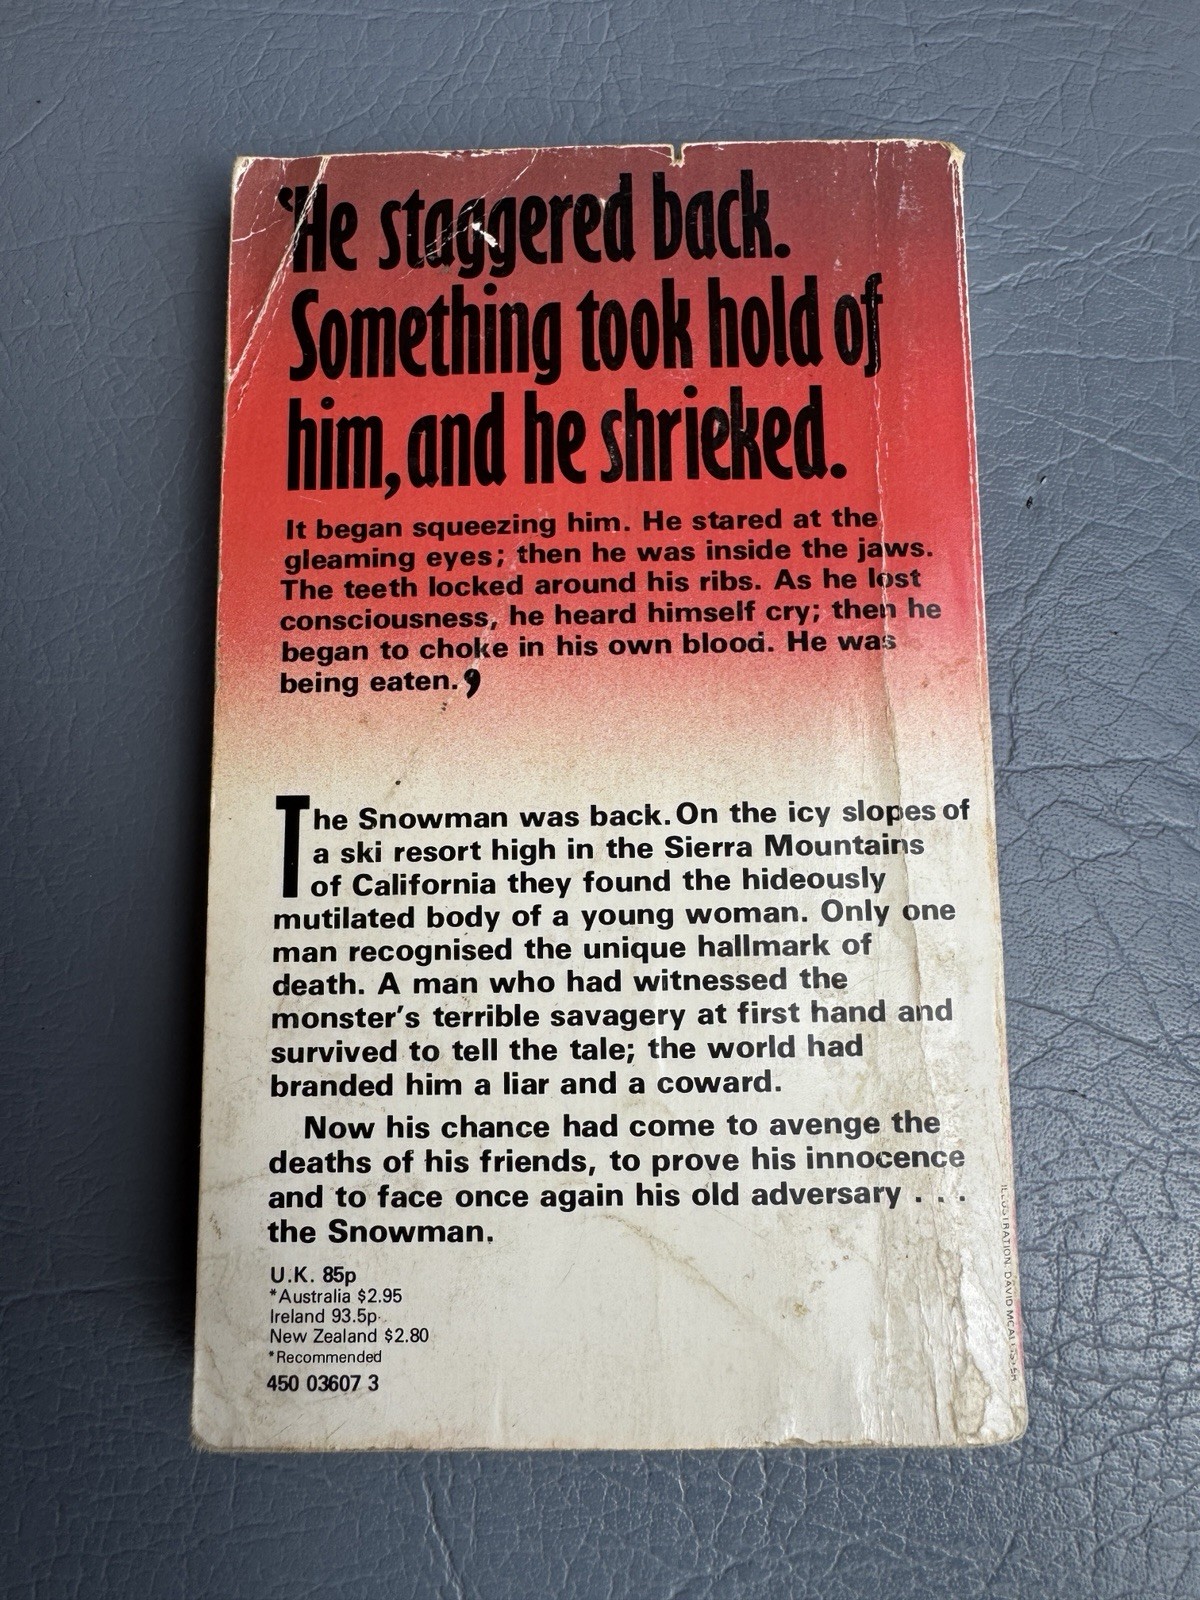 ‘He staggered back.
Something took hold of
him, and he shrieked.
It began squeezing him. He stared at the
gleaming eyes; then he was inside the jaws.
The teeth locked around his ribs. As he lost
consciousness, he heard himself cry; then he
began to choke in his own blood. He was
being eaten.’
The Snowman was back. On the icy slopes of
a ski resort high in the Sierra Mountains
of California they found the hideously
mutilated body of a young woman. Only one
man recognised the unique hallmark of
death. A man who had witnessed the
monster's terrible savagery at first hand and
survived to tell the tale; the world had
branded him a liar and a coward.
Now his chance had come to avenge the
deaths of his friends, to prove his innocence
and to face once again his old adversary . . .
the Snowman.
U.K. 85p
*Australia $2.95
Ireland 93.5p
New Zealand $2.80
*Recommended
450 03607 3
ILLUSTRATION: DAVID MCALLISTER